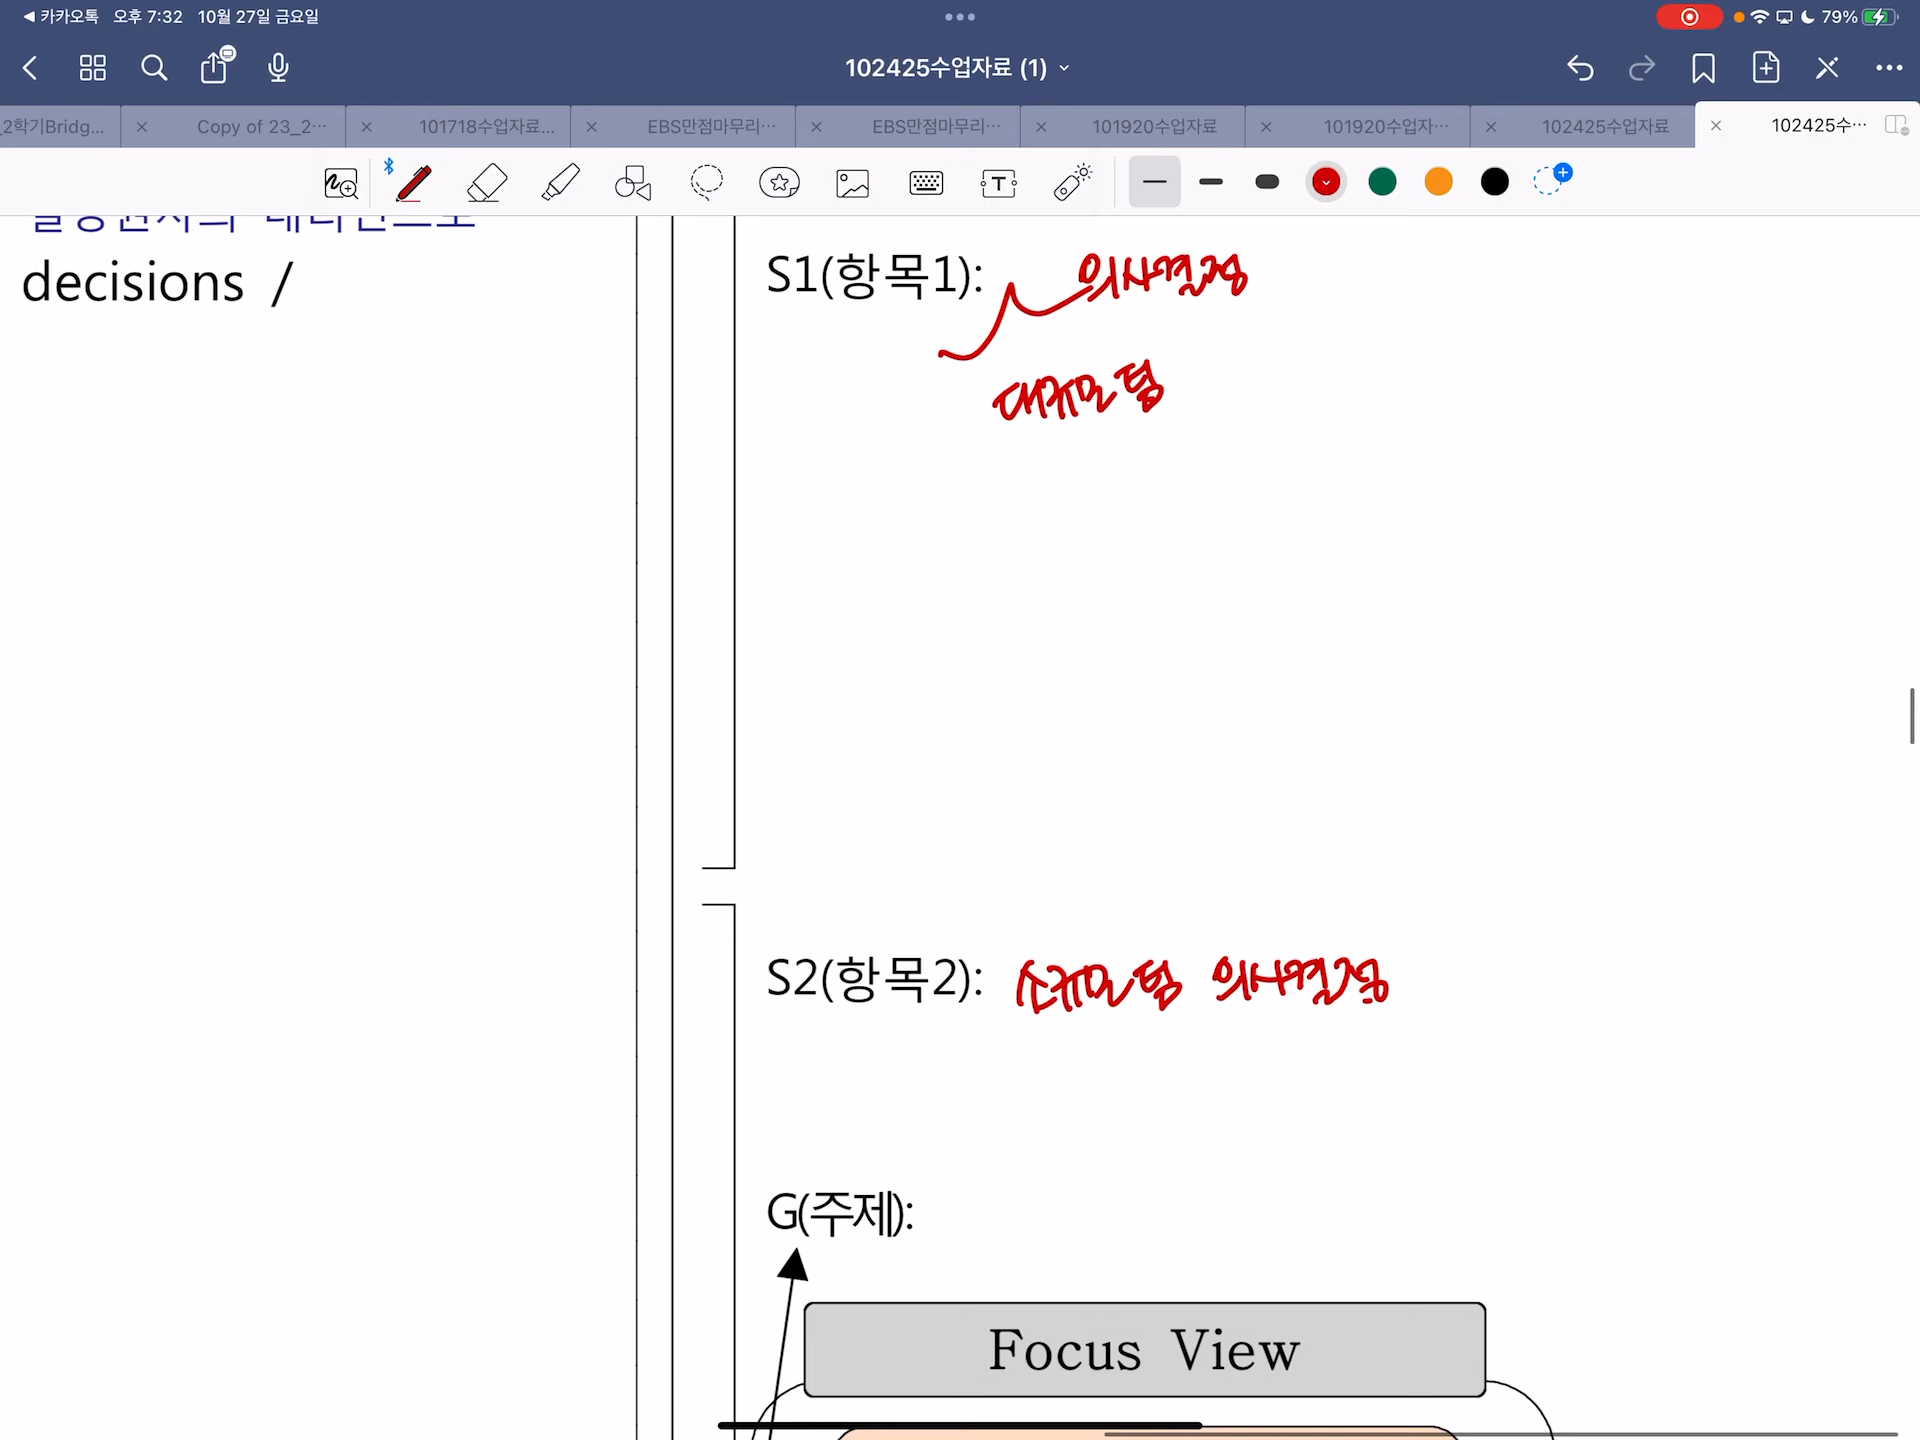 카카오톡 오후 7:32 10월 27일 금요일
79%
102425수업자료 (1)
_2학기Bridg...
Copy of 23_2···
101718수업자료...
EBS만점마무리···
EBS만점마무리···
101920수업자료
101920수업자···
102425수업자료
102425수···
decisions /
S1(항목1): 의사결정
대규모 팀
S2(항목2): 소규모 팀 의사결정
G(주제):
Focus View